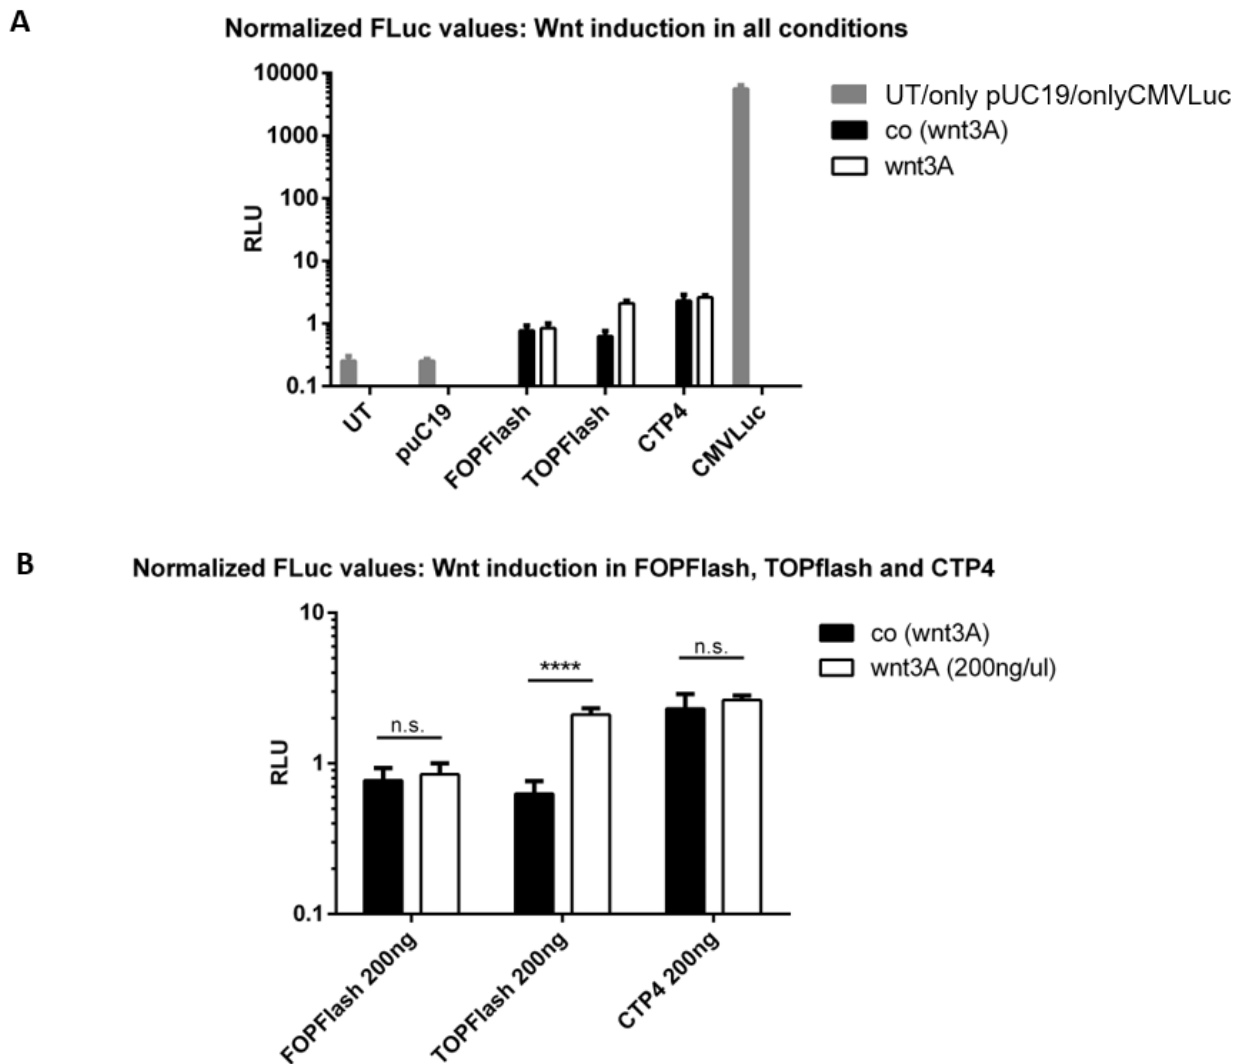 A
Normalized FLuc values: Wnt induction in all conditions
10000
1000
100
10
1
0.1
RLU
UT
puC19
FOPFlash
TOPFlash
CTP4
CMVLuc
UT/only pUC19/onlyCMVLuc
co (wnt3A)
wnt3A
B
Normalized FLuc values: Wnt induction in FOPFlash, TOPflash and CTP4
10
1
0.1
RLU
n.s.
****
n.s.
FOPFlash 200ng
TOPFlash 200ng
CTP4 200ng
co (wnt3A)
wnt3A (200ng/ul)